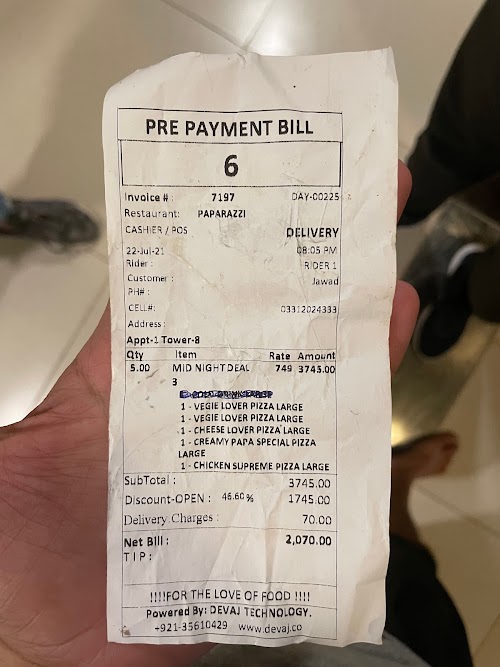 PRE PAYMENT BILL
6
Invoice # : 7197 DAY-00225
Restaurant: PAPARAZZI
CASHIER / POS DELIVERY
22-Jul-21 08:05 PM
Rider : RIDER 1
Customer : Jawad
PH# :
CELL#: 03312024333
Address :
Appt-1 Tower-8
Qty Item Rate Amount
5.00 MID NIGHT DEAL 749 3745.00
3
1 - VEGIE LOVER PIZZA LARGE
1 - VEGIE LOVER PIZZA LARGE
1 - CHEESE LOVER PIZZA LARGE
1 - CREAMY PAPA SPECIAL PIZZA
LARGE
1 - CHICKEN SUPREME PIZZA LARGE
SubTotal : 3745.00
Discount-OPEN : 46.60 % 1745.00
Delivery Charges : 70.00
Net Bill : 2,070.00
T I P :
!!!!FOR THE LOVE OF FOOD !!!!
Powered By: DEVAJ TECHNOLOGY.
+921-35610429 www.devaj.co